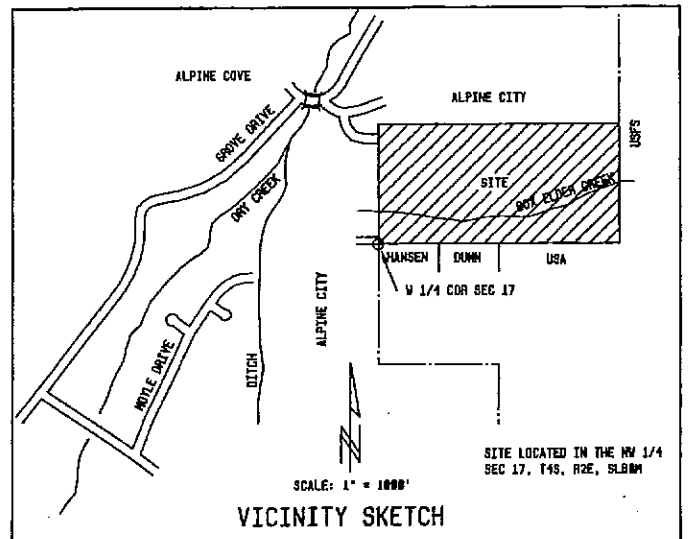 ALPINE COVE
ALPINE CITY
GROVE DRIVE
USFS
DRY CREEK
SITE
BOX ELDER CREEK
HANSEN
DUNN
USA
W 1/4 COR SEC 17
ALPINE CITY
MOYLE DRIVE
DITCH
N
SITE LOCATED IN THE NW 1/4
SEC 17, T4S, R2E, SLB&M
SCALE: 1" = 1000'
VICINITY SKETCH